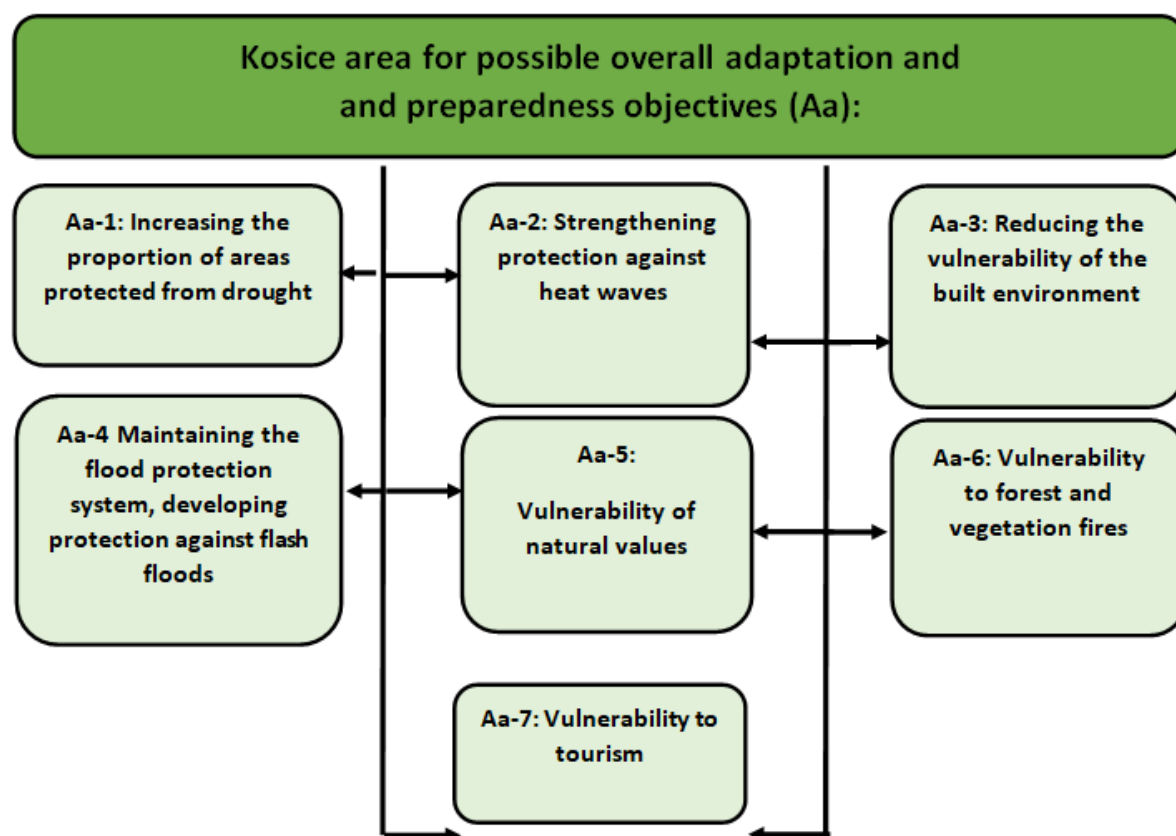 Kosice area for possible overall adaptation and
and preparedness objectives (Aa):
Aa-1: Increasing the
proportion of areas
protected from drought
Aa-2: Strengthening
protection against
heat waves
Aa-3: Reducing the
vulnerability of the
built environment
Aa-4 Maintaining the
flood protection
system, developing
protection against flash
floods
Aa-5:
Vulnerability of
natural values
Aa-6: Vulnerability
to forest and
vegetation fires
Aa-7: Vulnerability to
tourism